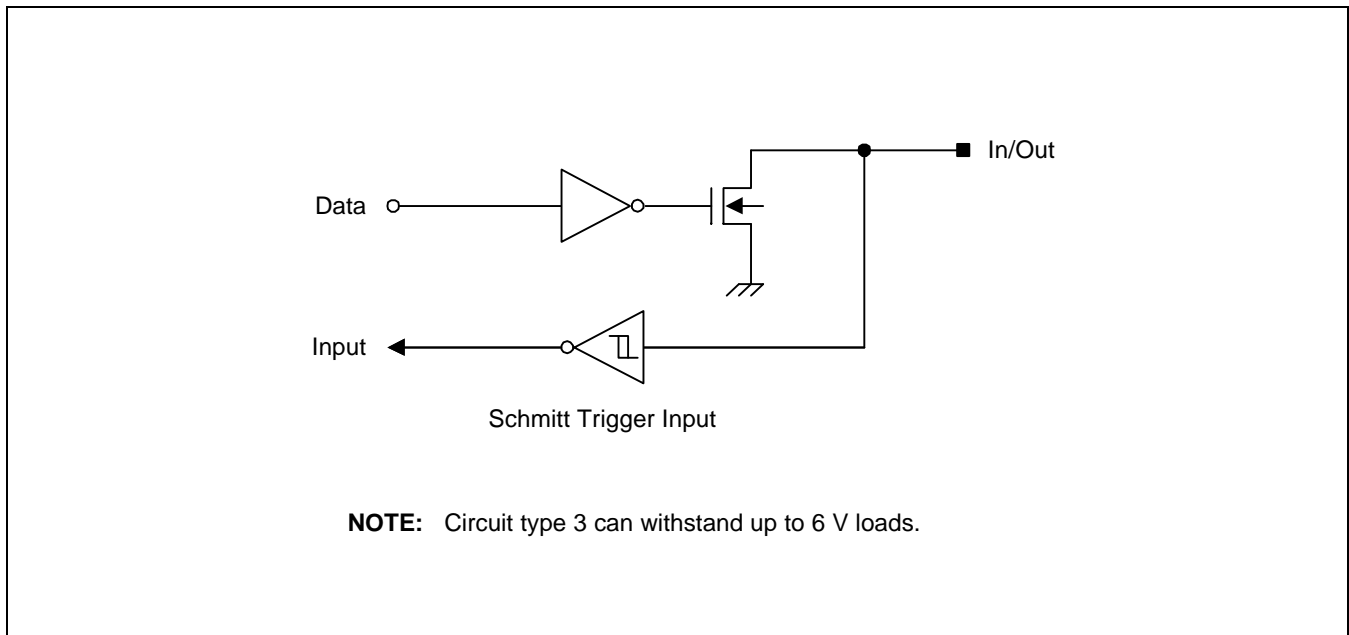 In/Out
Data
Input
Schmitt Trigger Input
NOTE: Circuit type 3 can withstand up to 6 V loads.